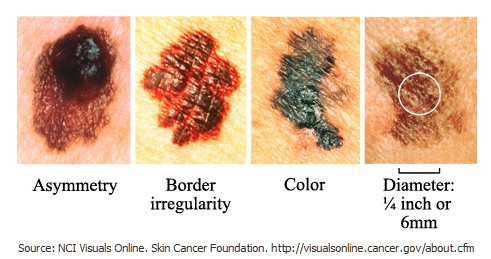 Asymmetry
Border
irregularity
Color
Diameter:
¼ inch or
6mm
Source: NCI Visuals Online. Skin Cancer Foundation. http://visualsonline.cancer.gov/about.cfm